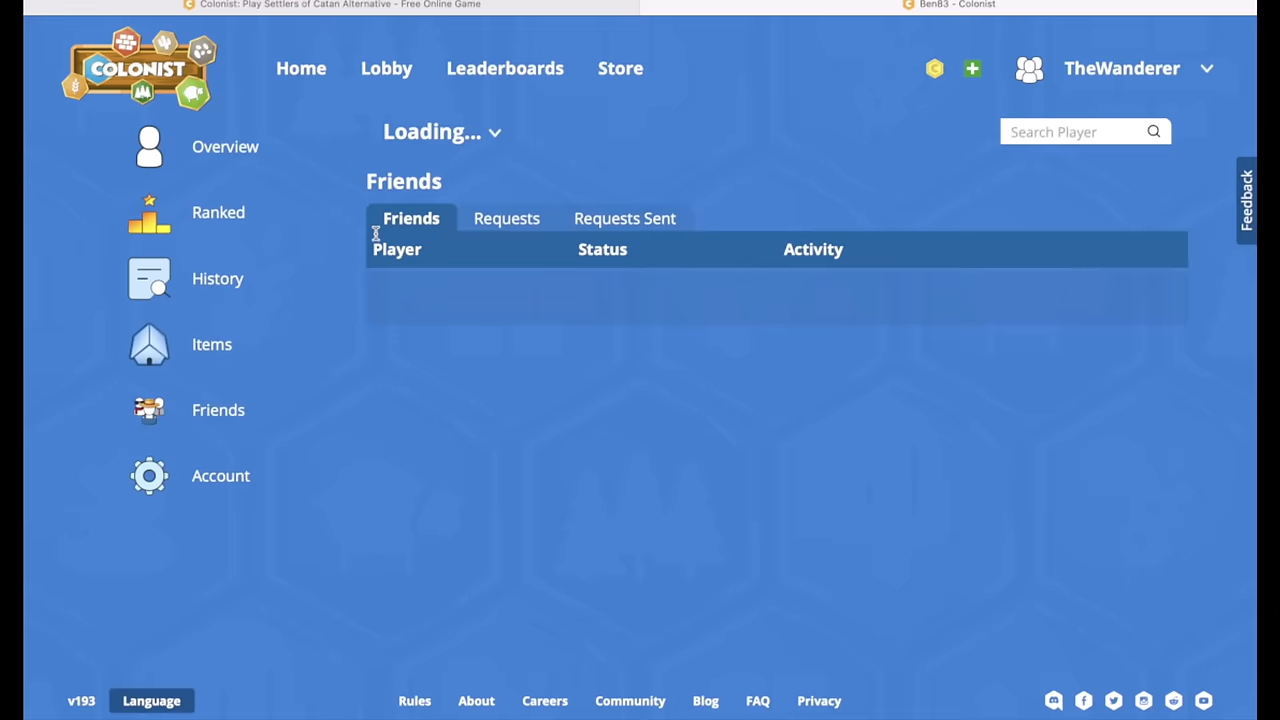 Colonist: Play Settlers of Catan Alternative - Free Online Game
Ben83 - Colonist
COLONIST
Home
Lobby
Leaderboards
Store
TheWanderer
Loading...
Search Player
Overview
Ranked
History
Items
Friends
Account
Friends
Friends
Requests
Requests Sent
Player
Status
Activity
Feedback
v193
Language
Rules
About
Careers
Community
Blog
FAQ
Privacy